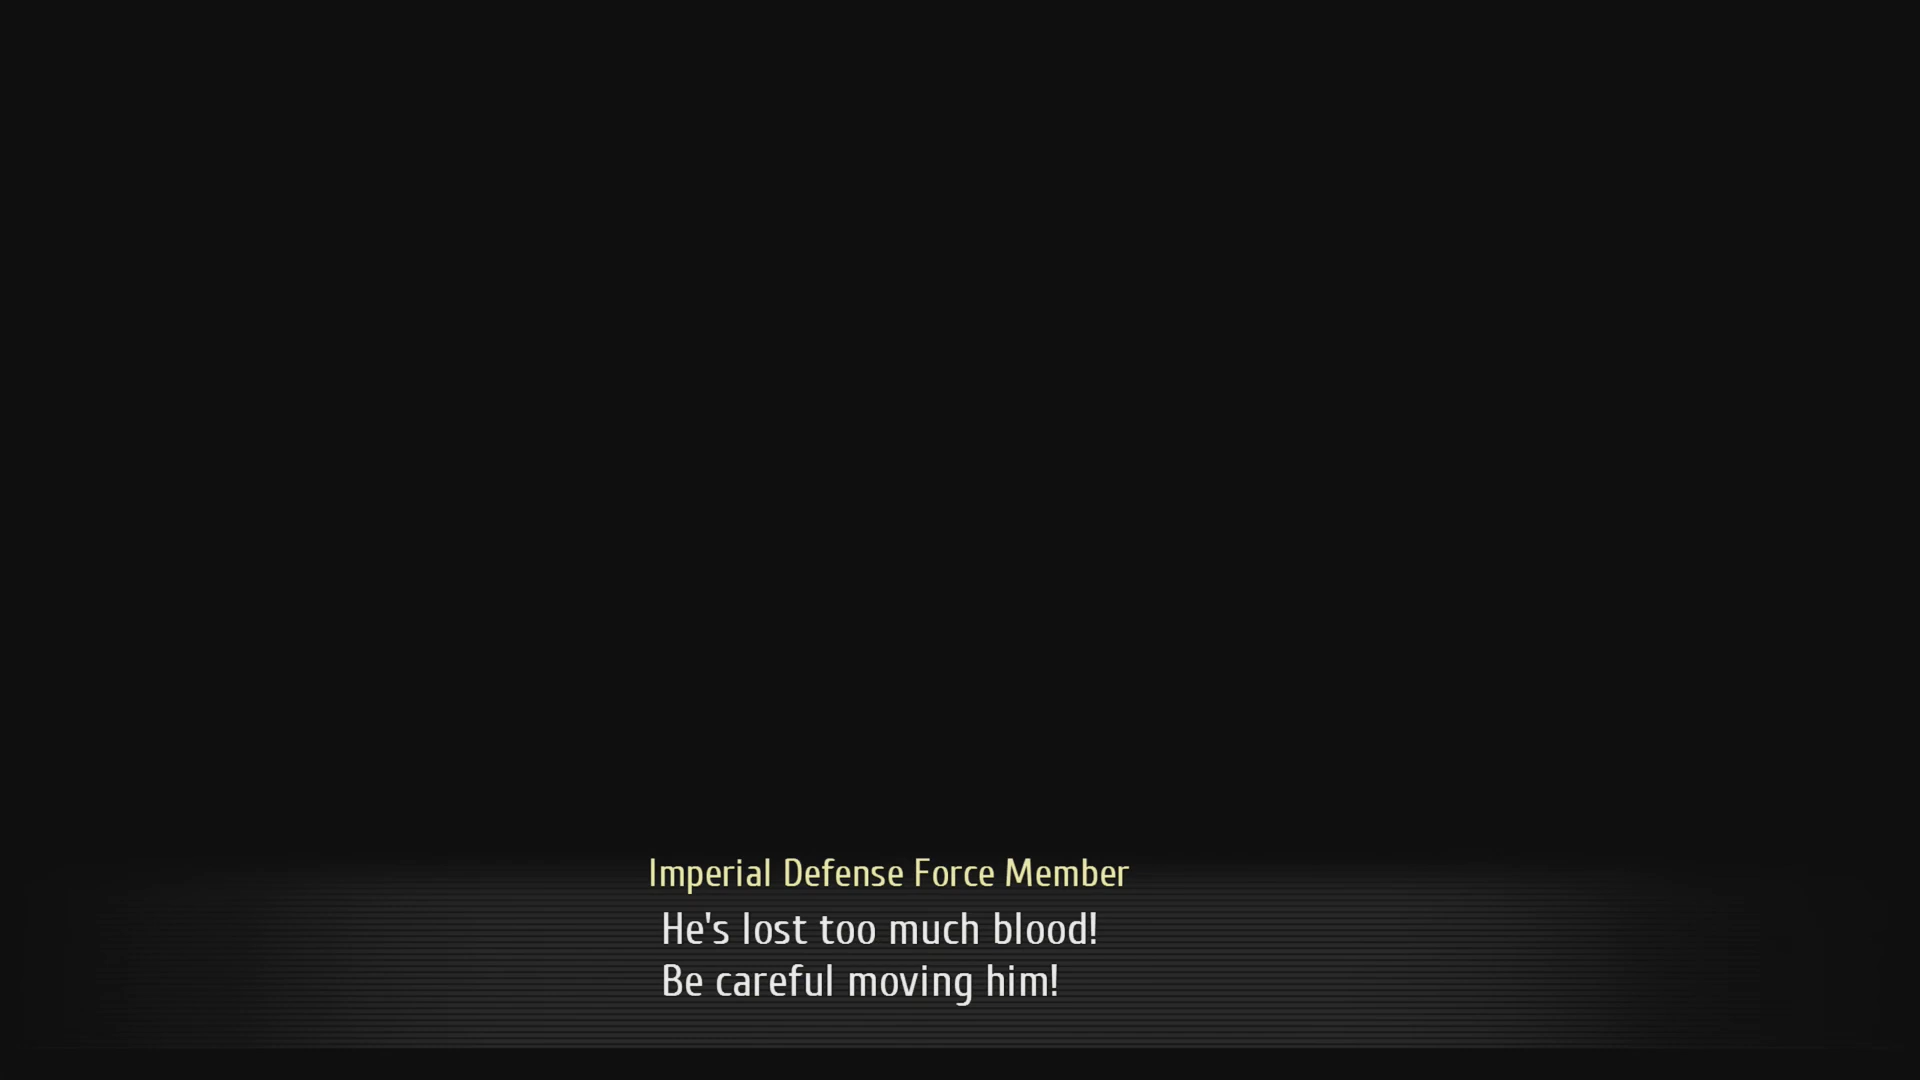 Imperial Defense Force Member
He's lost too much blood!
Be careful moving him!